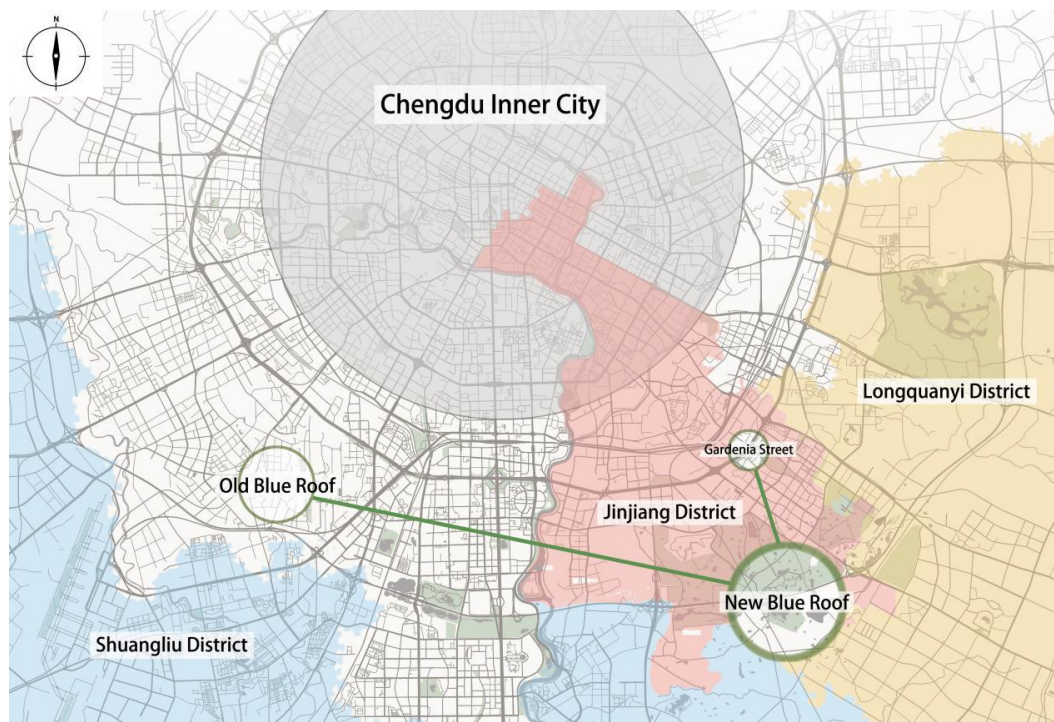 N
Chengdu Inner City
Longquanyi District
Gardenia Street
Old Blue Roof
Jinjiang District
New Blue Roof
Shuangliu District